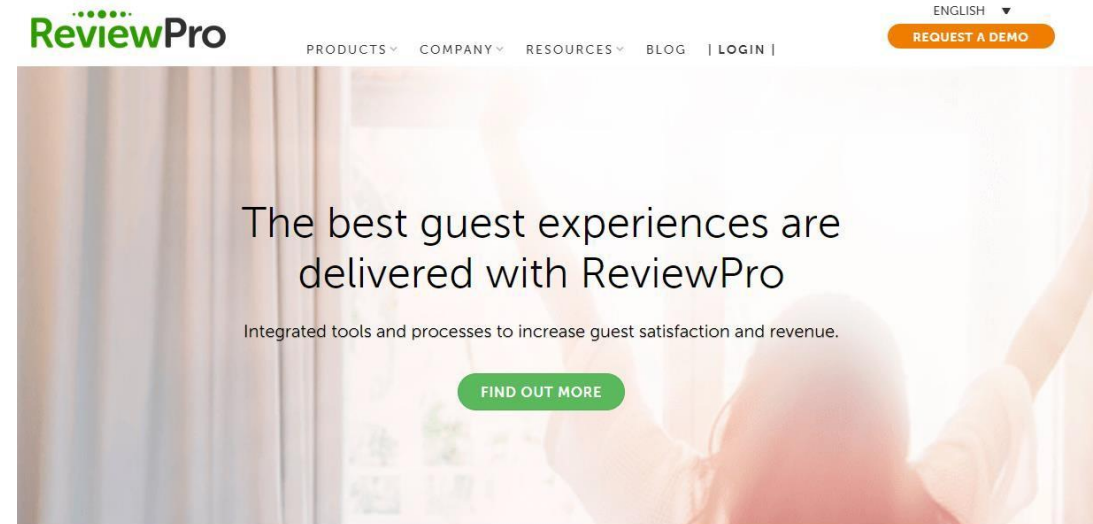 ENGLISH
ReviewPro
PRODUCTS COMPANY RESOURCES BLOG | LOGIN |
REQUEST A DEMO
The best guest experiences are
delivered with ReviewPro
Integrated tools and processes to increase guest satisfaction and revenue.
FIND OUT MORE